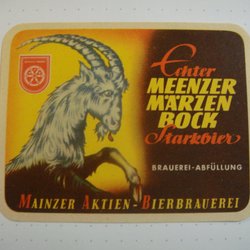 Echter
MEENZER
MÄRZEN
BOCK
Starkbier
BRAUEREI-ABFÜLLUNG
MAINZER AKTIEN-BIERBRAUEREI